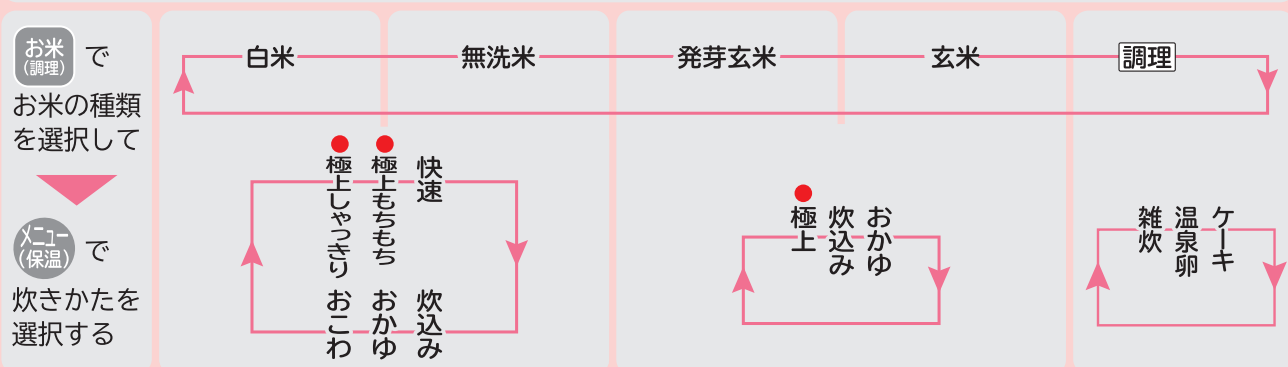 お米
(調理)
で
お米の種類
を選択して
メニュー
(保温)
で
炊きかたを
選択する
白米
無洗米
発芽玄米
玄米
調理
極上しゃっきり
極上もちもち
快速
おこわ
おかゆ
炊込み
極上
炊込み
おかゆ
雑炊
温泉卵
ケーキ